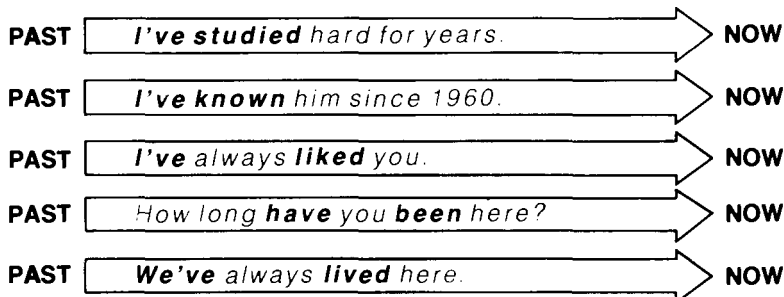 PAST I've studied hard for years. NOW
PAST I've known him since 1960. NOW
PAST I've always liked you. NOW
PAST How long have you been here? NOW
PAST We've always lived here. NOW